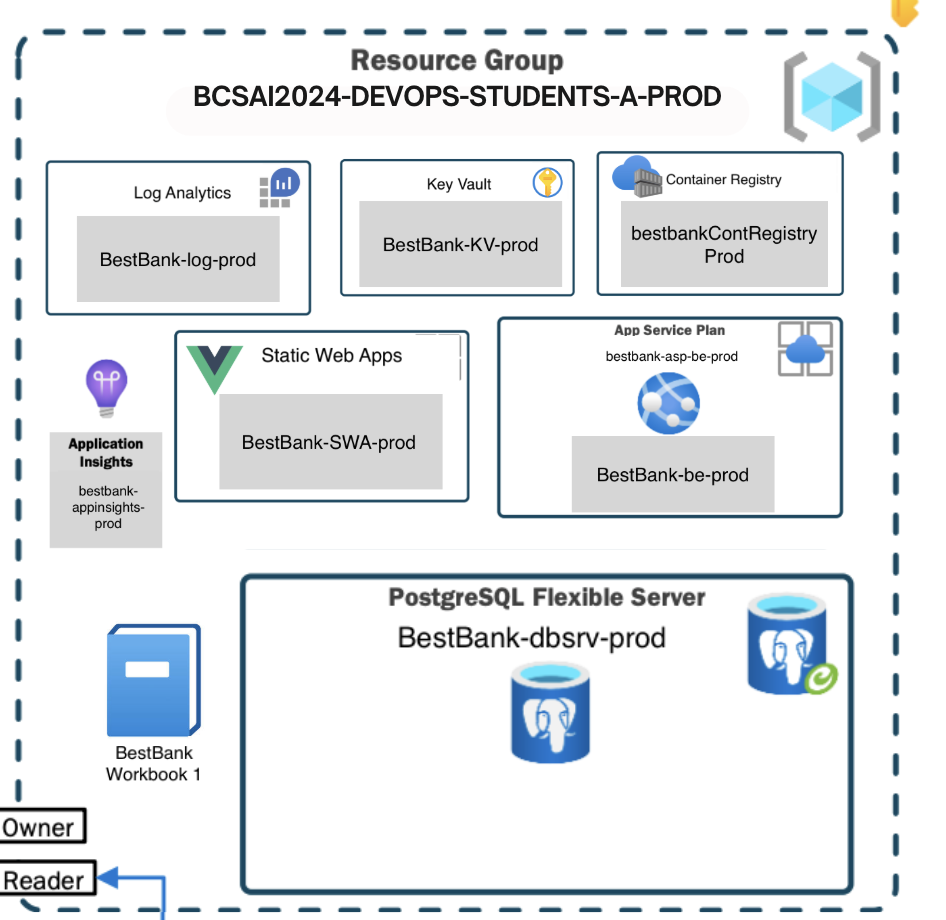 Resource Group
BCSAI2024-DEVOPS-STUDENTS-A-PROD
Log Analytics
BestBank-log-prod
Key Vault
BestBank-KV-prod
Container Registry
bestbankContRegistry
Prod
Static Web Apps
BestBank-SWA-prod
App Service Plan
bestbank-asp-be-prod
BestBank-be-prod
Application
Insights
bestbank-
appinsights-
prod
PostgreSQL Flexible Server
BestBank-dbsrv-prod
BestBank
Workbook 1
Owner
Reader